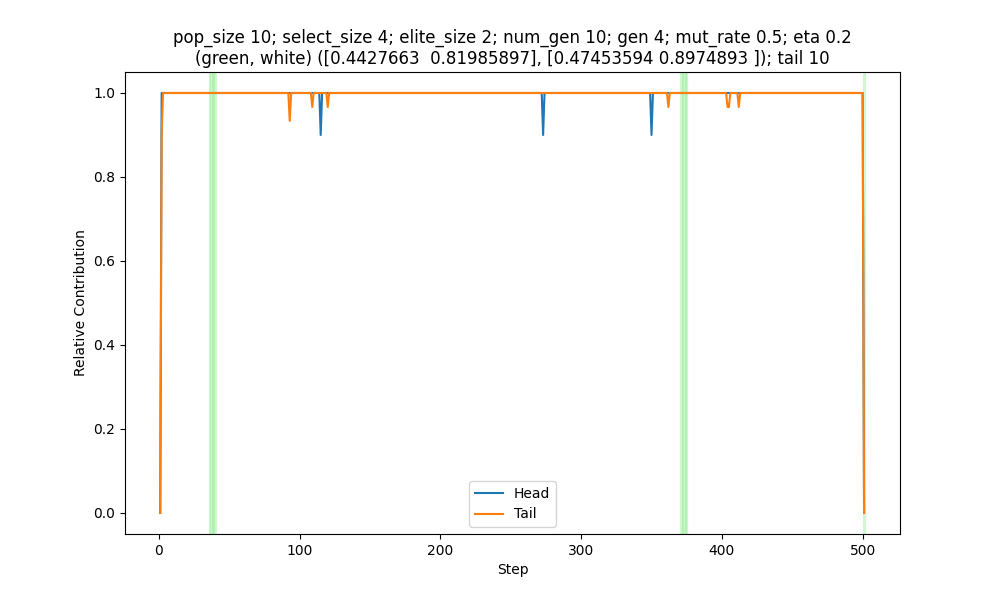 pop_size 10; select_size 4; elite_size 2; num_gen 10; gen 4; mut_rate 0.5; eta 0.2
(green, white) ([0.4427663  0.81985897], [0.47453594 0.8974893 ]); tail 10
1.0
0.8
0.6
0.4
0.2
0.0
Relative Contribution
Head
Tail
0
100
200
300
400
500
Step